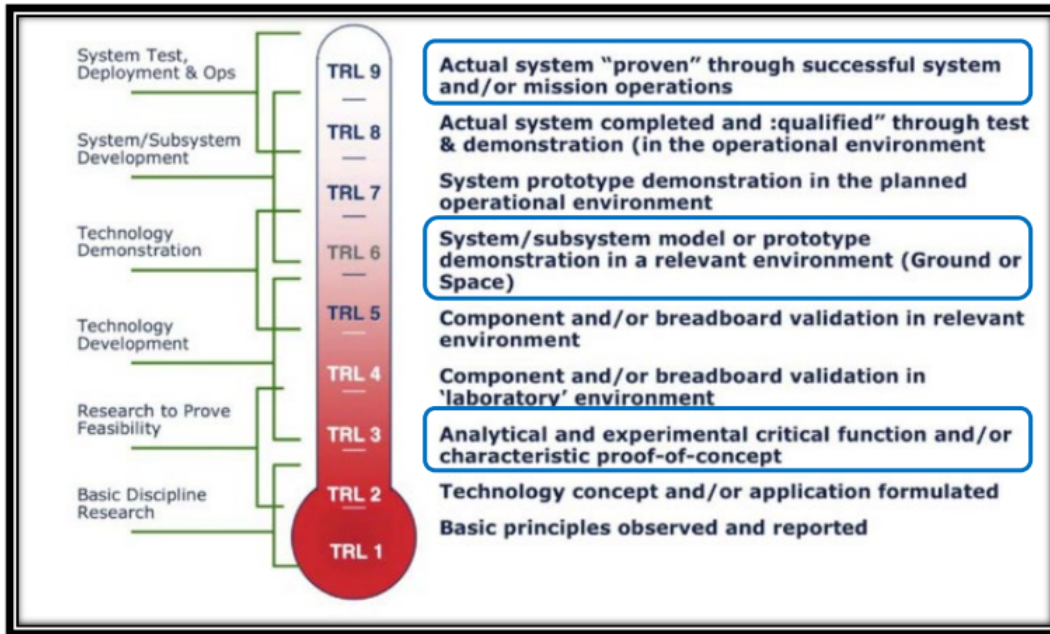 System Test,
Deployment & Ops
System/Subsystem
Development
Technology
Demonstration
Technology
Development
Research to Prove
Feasibility
Basic Discipline
Research
TRL 9
TRL 8
TRL 7
TRL 6
TRL 5
TRL 4
TRL 3
TRL 2
TRL 1
Actual system “proven” through successful system
and/or mission operations
Actual system completed and :qualified” through test
& demonstration (in the operational environment
System prototype demonstration in the planned
operational environment
System/subsystem model or prototype
demonstration in a relevant environment (Ground or
Space)
Component and/or breadboard validation in relevant
environment
Component and/or breadboard validation in
‘laboratory’ environment
Analytical and experimental critical function and/or
characteristic proof-of-concept
Technology concept and/or application formulated
Basic principles observed and reported